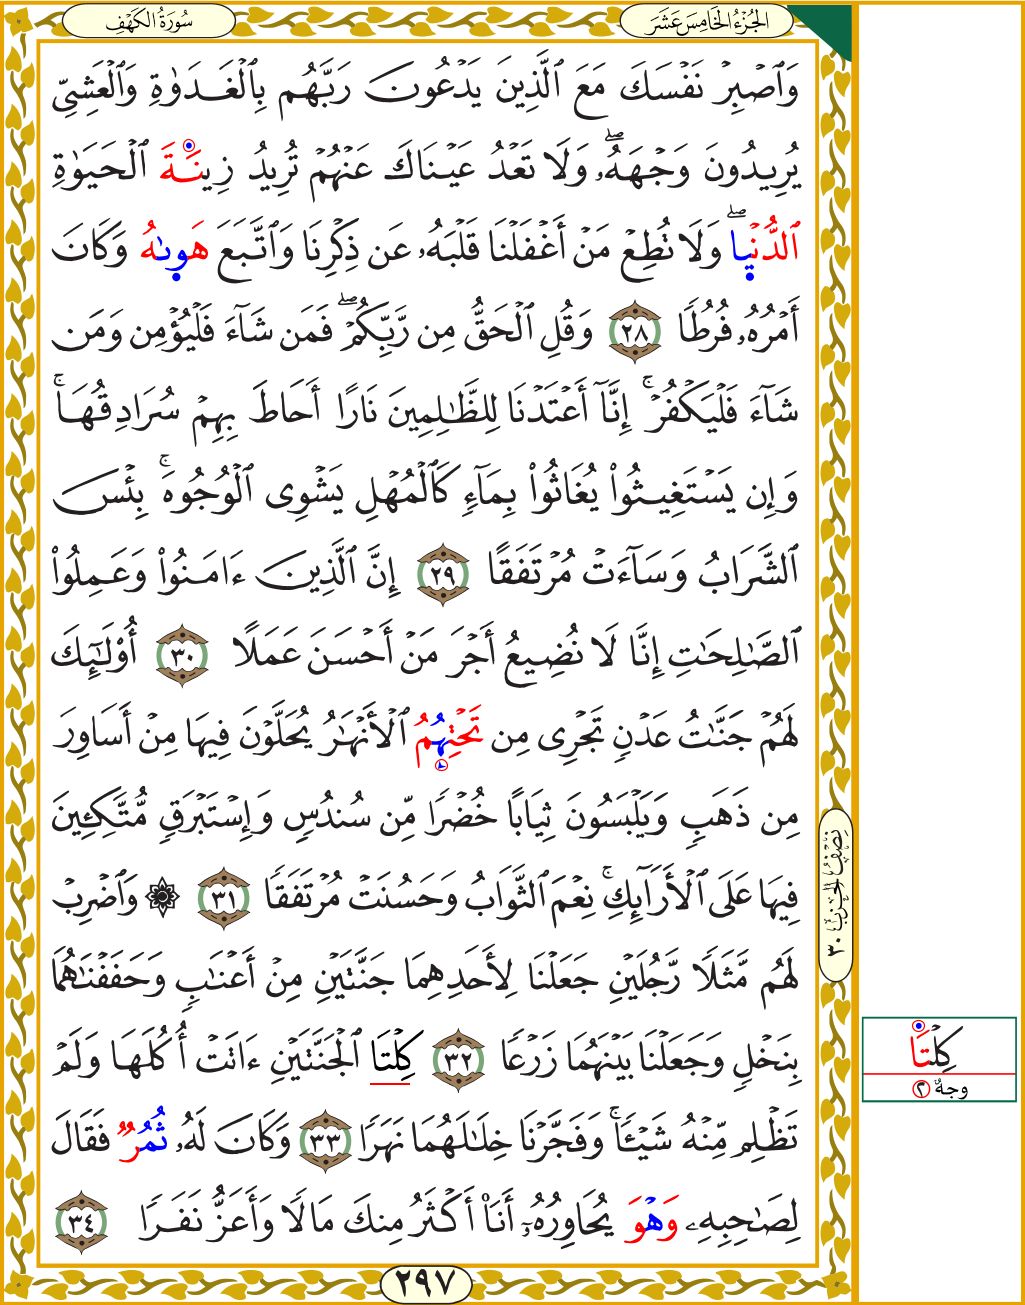 سُورَةُ الكَهْفِ
الجُزْءُ الخَامِسَ عَشَرَ
وَٱصۡبِرۡ نَفۡسَكَ مَعَ ٱلَّذِينَ يَدۡعُونَ رَبَّهُم بِٱلۡغَدَوٰةِ وَٱلۡعَشِيِّ
يُرِيدُونَ وَجۡهَهُۥۖ وَلَا تَعۡدُ عَيۡنَاكَ عَنۡهُمۡ تُرِيدُ زِينَةَ ٱلۡحَيَوٰةِ
ٱلدُّنۡيٜاۖ وَلَا تُطِعۡ مَنۡ أَغۡفَلۡنَا قَلۡبَهُۥ عَن ذِكۡرِنَا وَٱتَّبَعَ هَوٜىٰهُ وَكَانَ
أَمۡرُهُۥ فُرُطٗا ٢٨ وَقُلِ ٱلۡحَقُّ مِن رَّبِّكُمۡۖ فَمَن شَآءَ فَلۡيُؤۡمِن وَمَن
شَآءَ فَلۡيَكۡفُرۡۚ إِنَّآ أَعۡتَدۡنَا لِلظَّٰلِمِينَ نَارًا أَحَاطَ بِهِمۡ سُرَادِقُهَاۚ
وَإِن يَسۡتَغِيثُواْ يُغَاثُواْ بِمَآءٖ كَٱلۡمُهۡلِ يَشۡوِي ٱلۡوُجُوهَۚ بِئۡسَ
ٱلشَّرَابُ وَسَآءَتۡ مُرۡتَفَقًا ٢٩ إِنَّ ٱلَّذِينَ ءَامَنُواْ وَعَمِلُواْ
ٱلصَّٰلِحَٰتِ إِنَّا لَا نُضِيعُ أَجۡرَ مَنۡ أَحۡسَنَ عَمَلًا ٣٠ أُوْلَٰٓئِكَ
لَهُمۡ جَنَّٰتُ عَدۡنٖ تَجۡرِي مِن تَحۡتِهُمُ ٱلۡأَنۡهَٰرُ يُحَلَّوۡنَ فِيهَا مِنۡ أَسَاوِرَ
مِن ذَهَبٖ وَيَلۡبَسُونَ ثِيَابًا خُضۡرٗا مِّن سُندُسٖ وَإِسۡتَبۡرَقٖ مُّتَّكِـِٔينَ
فِيهَا عَلَى ٱلۡأَرَآئِكِۚ نِعۡمَ ٱلثَّوَابُ وَحَسُنَتۡ مُرۡتَفَقٗا ٣١ ۞ وَٱضۡرِبۡ
لَهُم مَّثَلٗا رَّجُلَيۡنِ جَعَلۡنَا لِأَحَدِهِمَا جَنَّتَيۡنِ مِنۡ أَعۡنَٰبٖ وَحَفَفۡنَٰهُمَا
بِنَخۡلٖ وَجَعَلۡنَا بَيۡنَهُمَا زَرۡعٗا ٣٢ كِلۡتَا ٱلۡجَنَّتَيۡنِ ءَاتَتۡ أُكُلَهَا وَلَمۡ
تَظۡلِم مِّنۡهُ شَيۡـٔٗاۚ وَفَجَّرۡنَا خِلَٰلَهُمَا نَهَرٗا ٣٣ وَكَانَ لَهُۥ ثُمُرٞ فَقَالَ
لِصَٰحِبِهِۦ وَهۡوَ يُحَاوِرُهُۥٓ أَنَا۠ أَكۡثَرُ مِنكَ مَالٗا وَأَعَزُّ نَفَرٗا ٣٤
نِصْفُ الحِزْبِ ٣٠
كِلۡتَا
وجهٌ ٢
٢٩٧